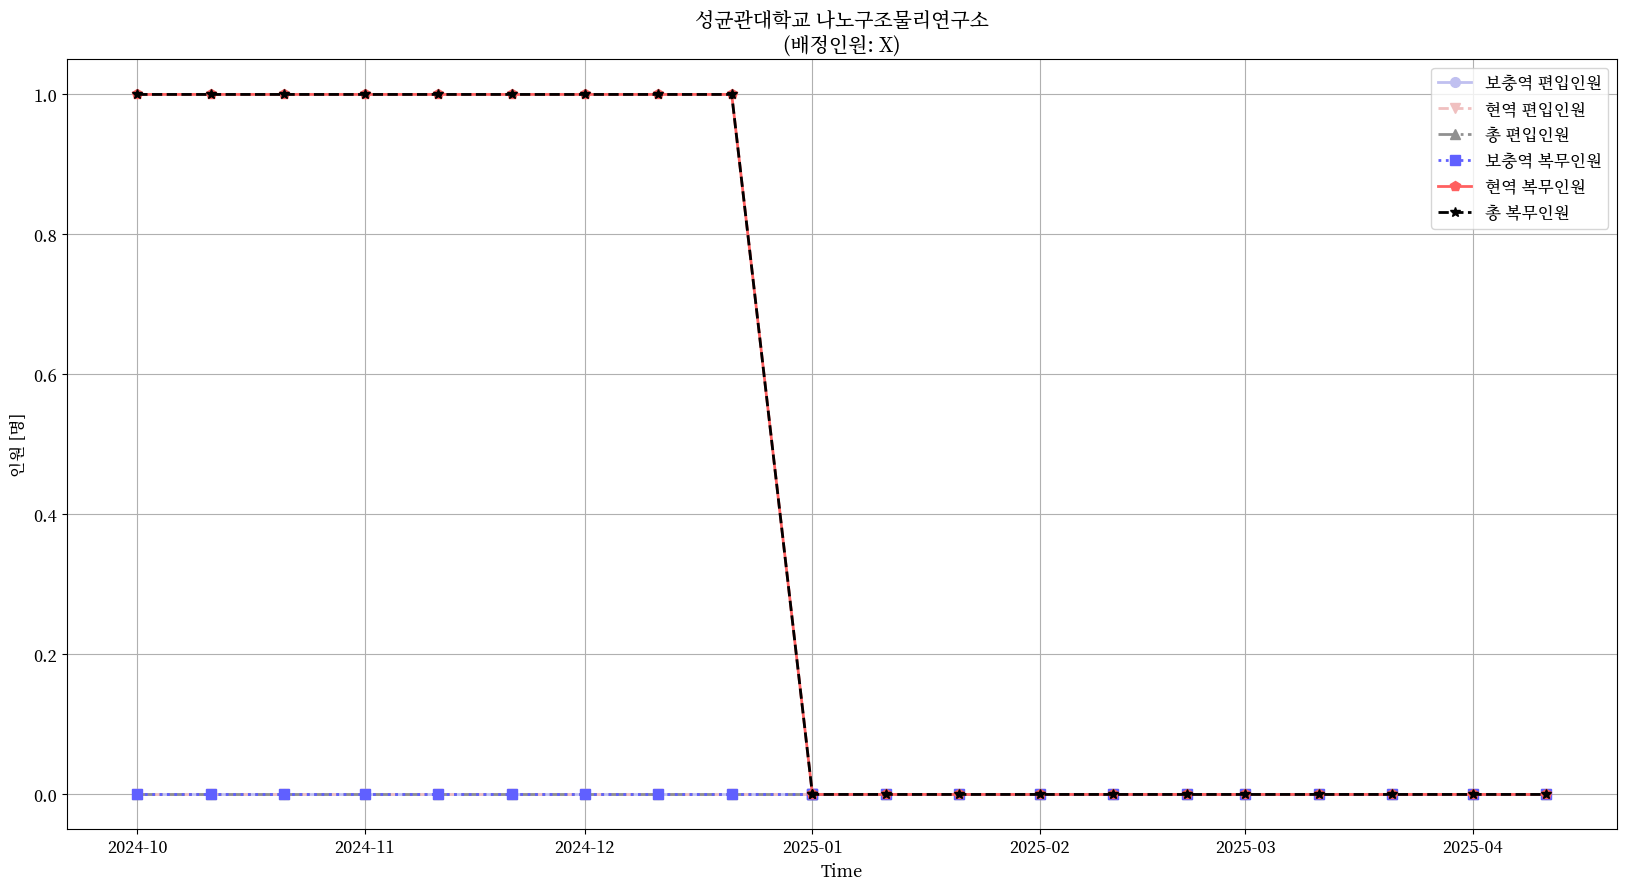 성균관대학교 나노구조물리연구소
(배정인원: X)
보충역 편입인원
현역 편입인원
총 편입인원
보충역 복무인원
현역 복무인원
총 복무인원
인원 [명]
1.0
0.8
0.6
0.4
0.2
0.0
2024-10
2024-11
2024-12
2025-01
2025-02
2025-03
2025-04
Time